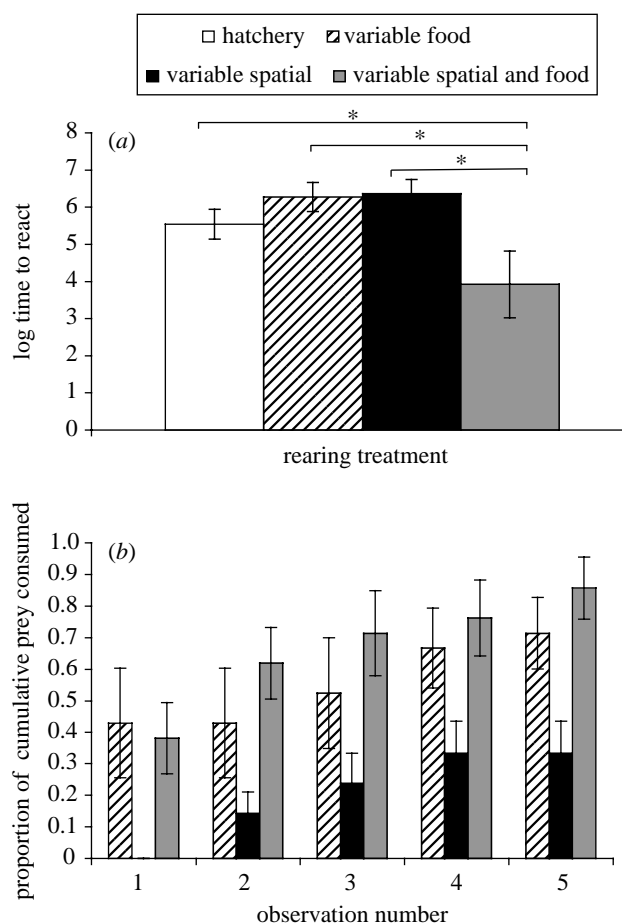 hatchery variable food
variable spatial variable spatial and food
(a)
*
*
*
log time to react
8
7
6
5
4
3
2
1
0
rearing treatment
(b)
proportion of cumulative prey consumed
1.0
0.9
0.8
0.7
0.6
0.5
0.4
0.3
0.2
0.1
0
1 2 3 4 5
observation number